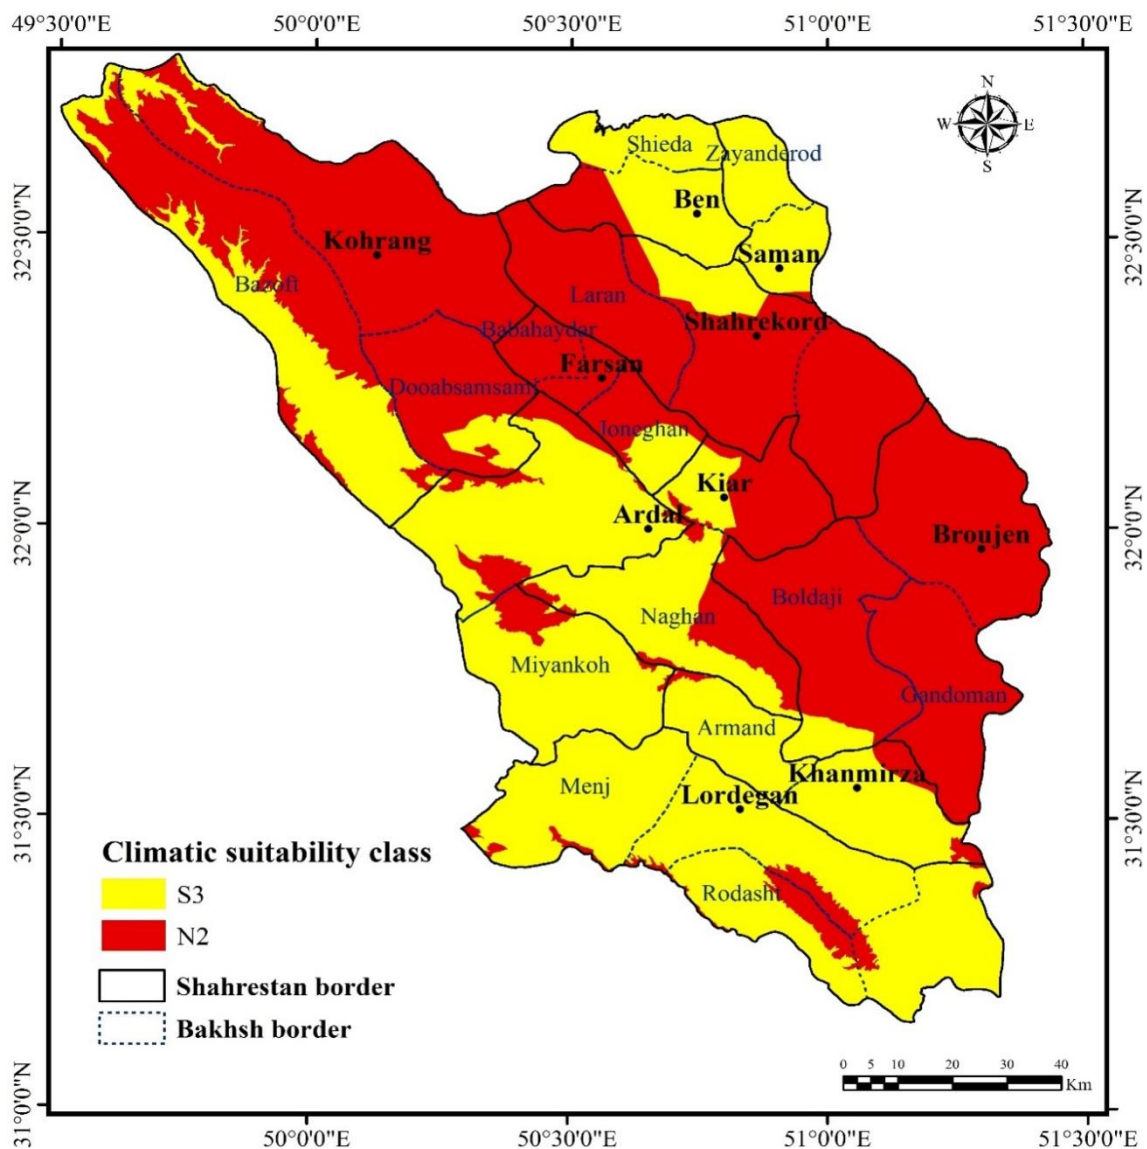 49°30'0"E 50°0'0"E 50°30'0"E 51°0'0"E 51°30'0"E
N
W E
S
Shieda
Zayanderod
Ben
32°30'0"N
32°30'0"N
Kohrang
Saman
Bazoft
Laran
Babahaydar
Shahrekord
Farsan
Dooabsamsami
Joneghan
Kiar
Ardal
32°0'0"N
32°0'0"N
Broujen
Boldaji
Naghan
Miyankoh
Gandoman
Armand
Menj
Khanmirza
Lordegan
31°30'0"N
31°30'0"N
Climatic suitability class
S3
Rodasht
N2
Shahrestan border
Bakhsh border
0 5 10 20 30 40
Km
31°0'0"N
31°0'0"N
50°0'0"E 50°30'0"E 51°0'0"E 51°30'0"E